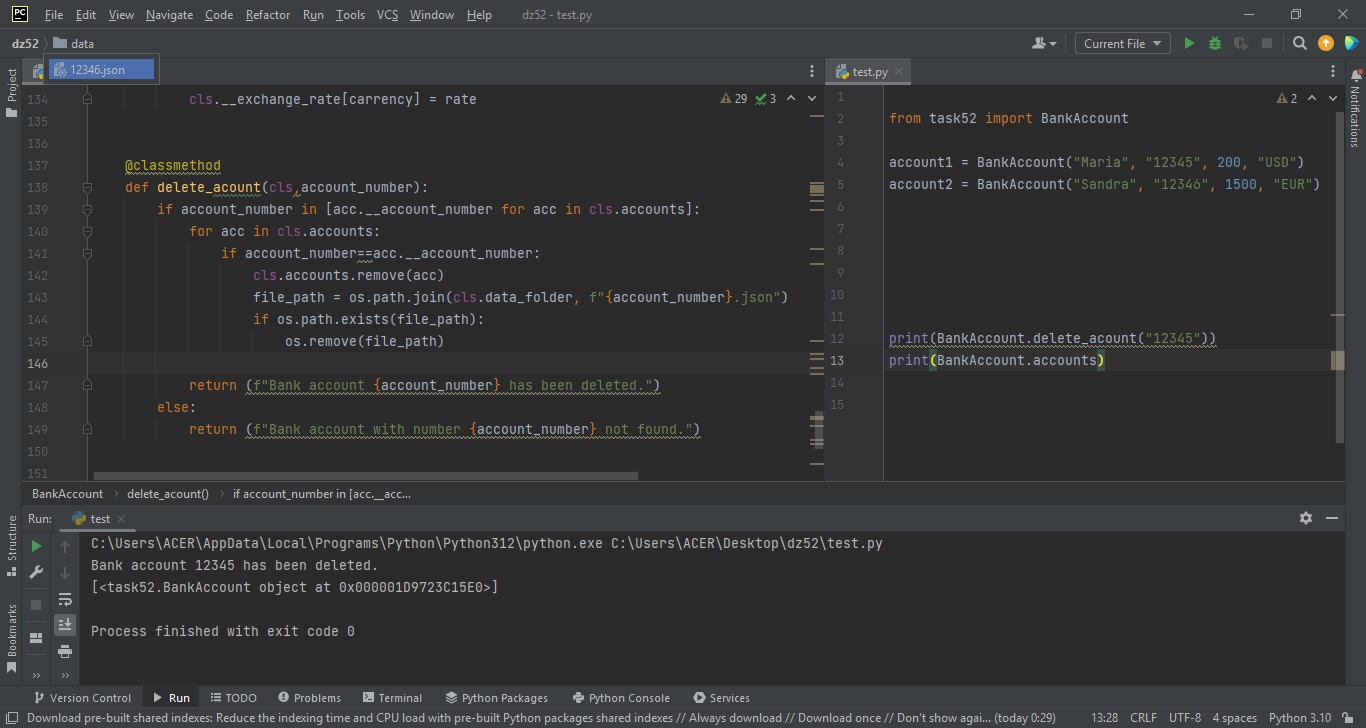 PC File Edit View Navigate Code Refactor Run Tools VCS Window Help dz52 - test.py
dz52 data Current File
12346.json
test.py
Project
134 cls.__exchange_rate[carrency] = rate
29 3
135
136
137 @classmethod
138 def delete_acount(cls,account_number):
139 if account_number in [acc.__account_number for acc in cls.accounts]:
140 for acc in cls.accounts:
141 if account_number==acc.__account_number:
142 cls.accounts.remove(acc)
143 file_path = os.path.join(cls.data_folder, f"{account_number}.json")
144 if os.path.exists(file_path):
145 os.remove(file_path)
146
147 return (f"Bank account {account_number} has been deleted.")
148 else:
149 return (f"Bank account with number {account_number} not found.")
150
151
BankAccount delete_acount() if account_number in [acc.__acc...
1
2
2 from task52 import BankAccount
3
4 account1 = BankAccount("Maria", "12345", 200, "USD")
5 account2 = BankAccount("Sandra", "12346", 1500, "EUR")
6
7
8
9
10
11
12 print(BankAccount.delete_acount("12345"))
13 print(BankAccount.accounts)
14
15
Notifications
Run: test
Structure
Bookmarks
C:\Users\ACER\AppData\Local\Programs\Python\Python312\python.exe C:\Users\ACER\Desktop\dz52\test.py
Bank account 12345 has been deleted.
[<task52.BankAccount object at 0x000001D9723C15E0>]
Process finished with exit code 0
Version Control Run TODO Problems Terminal Python Packages Python Console Services
Download pre-built shared indexes: Reduce the indexing time and CPU load with pre-built Python packages shared indexes // Always download // Download once // Don't show agai... (today 0:29) 13:28 CRLF UTF-8 4 spaces Python 3.10